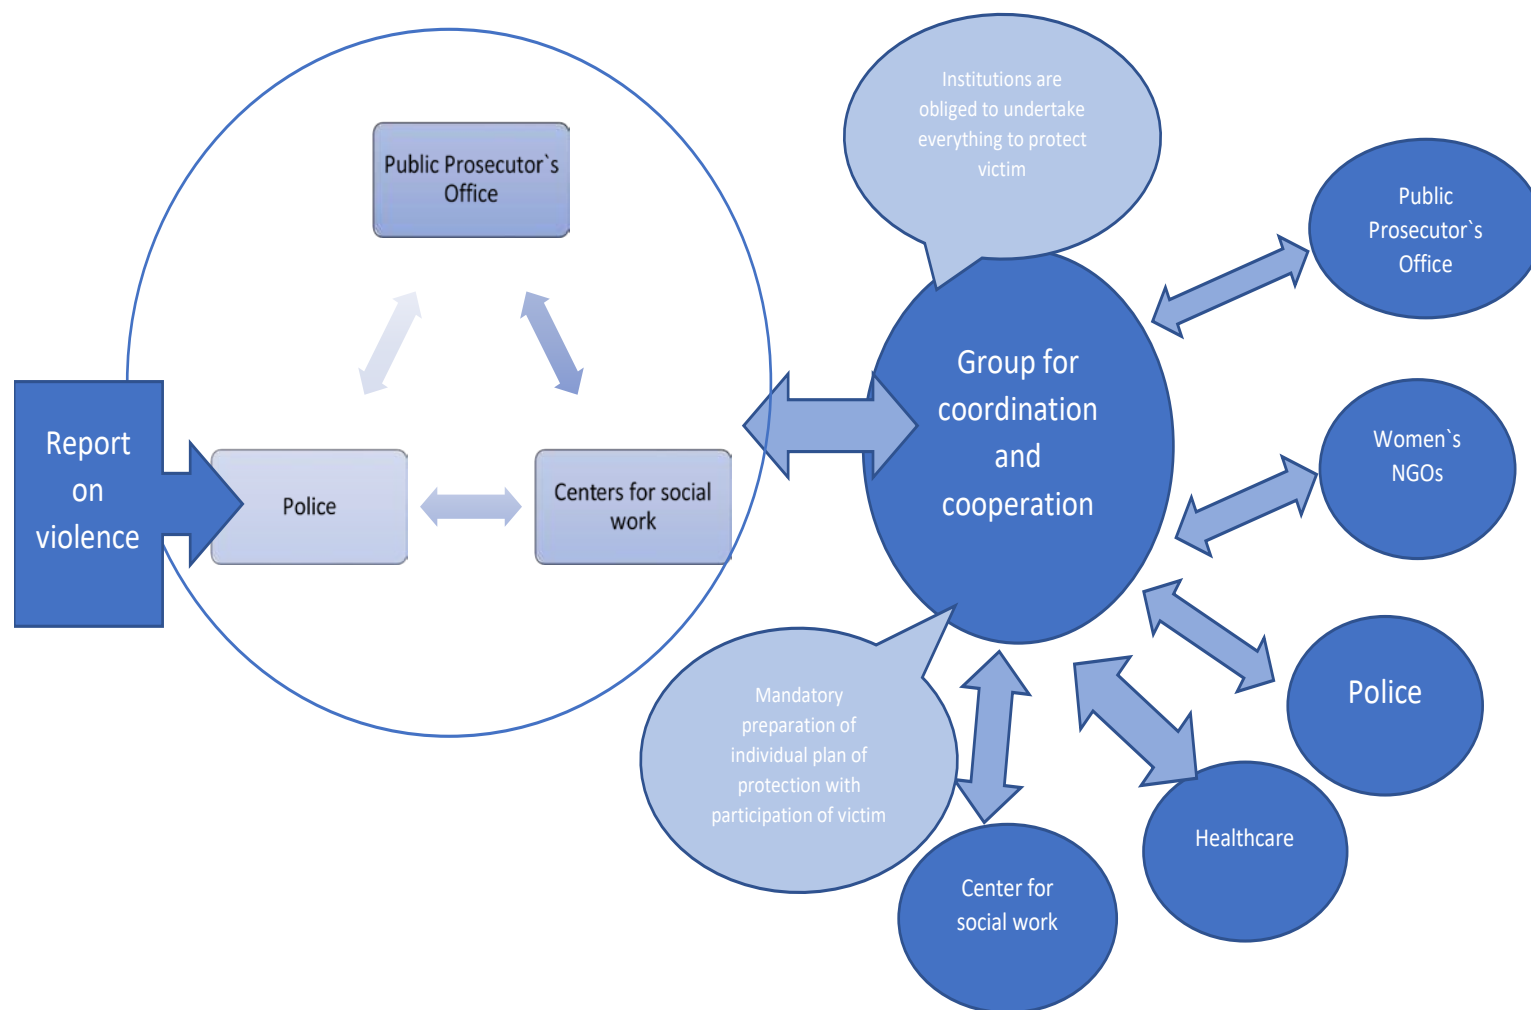 Institutions are
obliged to undertake
everything to protect
victim
Public Prosecutor`s
Office
Public
Prosecutor`s
Office
Report
on
violence
Police
Centers for social
work
Group for
coordination
and
cooperation
Women`s
NGOs
Mandatory
preparation of
individual plan of
protection with
participation of victim
Police
Healthcare
Center for
social work